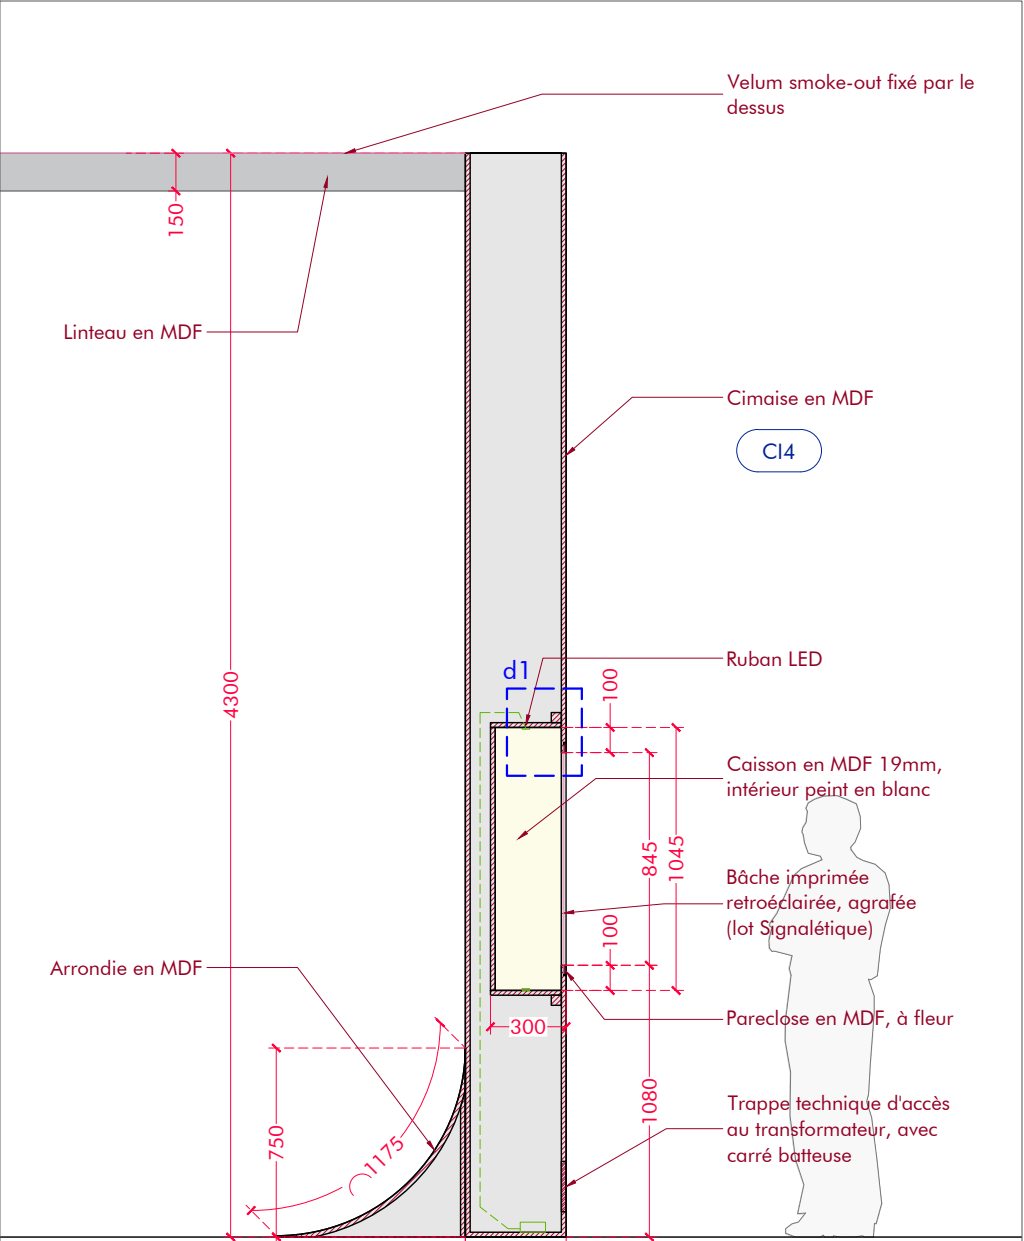 Velum smoke-out fixé par le
dessus
150
Linteau en MDF
Cimaise en MDF
CI4
4300
d1
Ruban LED
100
Caisson en MDF 19mm,
intérieur peint en blanc
845
1045
Bâche imprimée
retroéclairée, agrafée
(lot Signalétique)
100
Arrondie en MDF
300
Pareclose en MDF, à fleur
1080
750
1175
Trappe technique d'accès
au transformateur, avec
carré batteuse